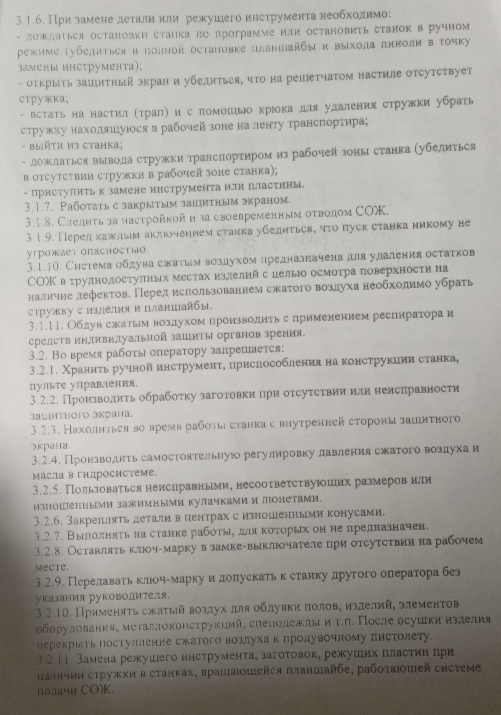 3.1.6. При замене детали или режущего инструмента необходимо:
- дождаться остановки станка по программе или остановить станок в ручном
режиме (убедиться в полной остановке планшайбы и выхода пиноли в точку
замены инструмента);
- открыть защитный экран и убедиться, что на решетчатом настиле отсутствует
стружка;
- встать на настил (трап) и с помощью крюка для удаления стружки убрать
стружку находящуюся в рабочей зоне на ленту транспортира;
- выйти из станка;
- дождаться вывода стружки транспортиром из рабочей зоны станка (убедиться
в отсутствии стружки в рабочей зоне станка);
- приступить к замене инструмента или пластины.
3.1.7. Работать с закрытым защитным экраном.
3.1.8. Следить за настройкой и за своевременным отводом СОЖ.
3.1.9. Перед каждым включением станка убедиться, что пуск станка никому не
угрожает опасностью.
3.1.10. Система обдува сжатым воздухом предназначена для удаления остатков
СОЖ в труднодоступных местах изделий с целью осмотра поверхности на
наличие дефектов. Перед использованием сжатого воздуха необходимо убрать
стружку с изделия и планшайбы.
3.1.11. Обдув сжатым воздухом производить с применением респиратора и
средств индивидуальной защиты органов зрения.
3.2. Во время работы оператору запрещается:
3.2.1. Хранить ручной инструмент, приспособления на конструкции станка,
пульте управления.
3.2.2. Производить обработку заготовки при отсутствии или неисправности
защитного экрана.
3.2.3. Находиться во время работы станка с внутренней стороны защитного
экрана.
3.2.4. Производить самостоятельную регулировку давления сжатого воздуха и
масла в гидросистеме.
3.2.5. Пользоваться неисправными, несоответствующих размеров или
изношенными зажимными кулачками и люнетами.
3.2.6. Закреплять детали в центрах с изношенными конусами.
3.2.7. Выполнять на станке работы, для которых он не предназначен.
3.2.8. Оставлять ключ-марку в замке-выключателе при отсутствии на рабочем
месте.
3.2.9. Передавать ключ-марку и допускать к станку другого оператора без
указания руководителя.
3.2.10. Применять сжатый воздух для обдувки полов, изделий, элементов
оборудования, металлоконструкций, спецодежды и т.п. После осушки изделия
перекрыть поступление сжатого воздуха к продувочному пистолету.
3.2.11. Замена режущего инструмента, заготовок, режущих пластин при
наличии стружки в станках, вращающейся планшайбе, работающей системе
подачи СОЖ.